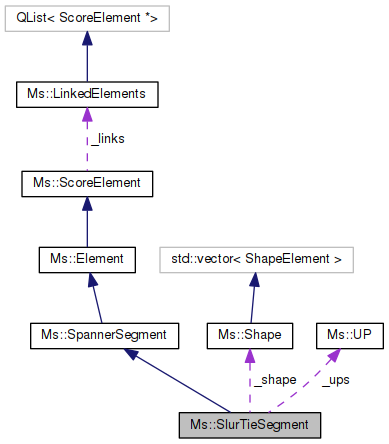 QList< ScoreElement *>
Ms::LinkedElements
_links
Ms::ScoreElement
Ms::Element
std::vector< ShapeElement >
Ms::SpannerSegment
Ms::Shape
Ms::UP
_shape
_ups
Ms::SlurTieSegment